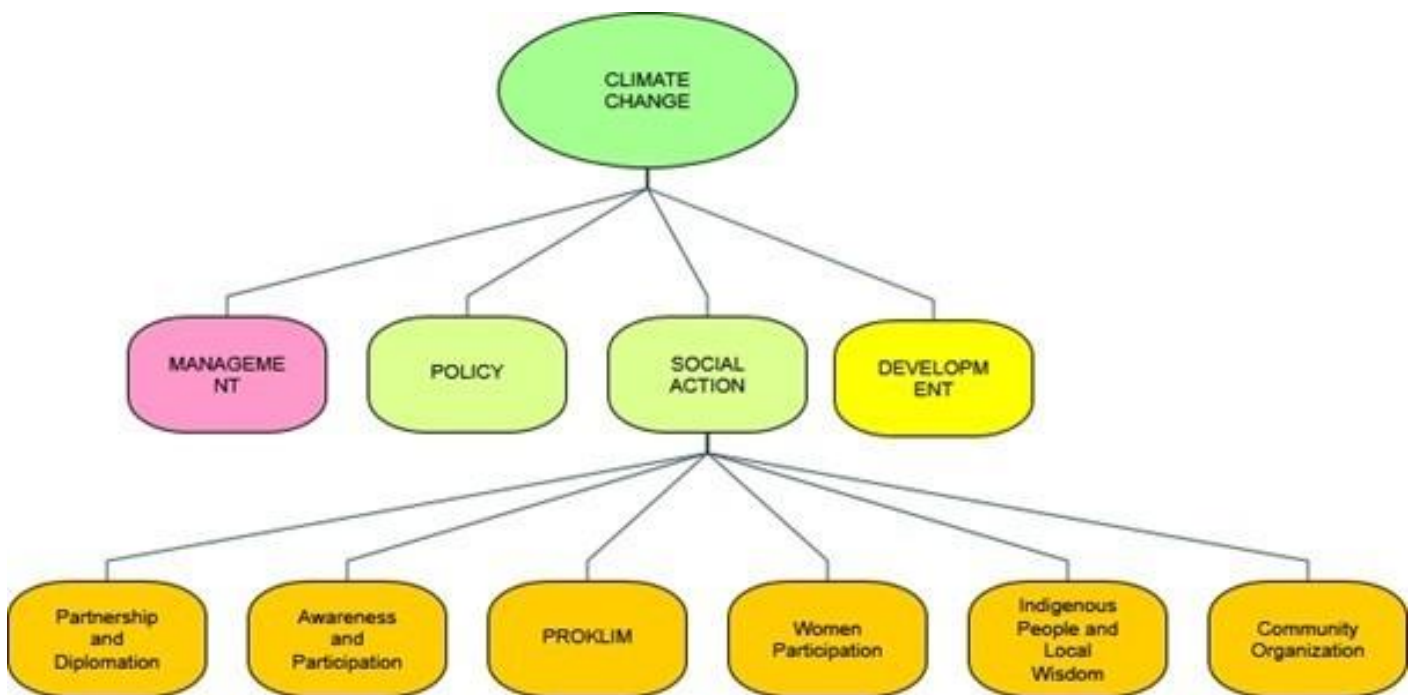 CLIMATE
CHANGE
MANAGEME
NT
POLICY
SOCIAL
ACTION
DEVELOPM
ENT
Partnership
and
Diplomation
Awareness
and
Participation
PROKLIM
Women
Participation
Indigenous
People and
Local
Wisdom
Community
Organization